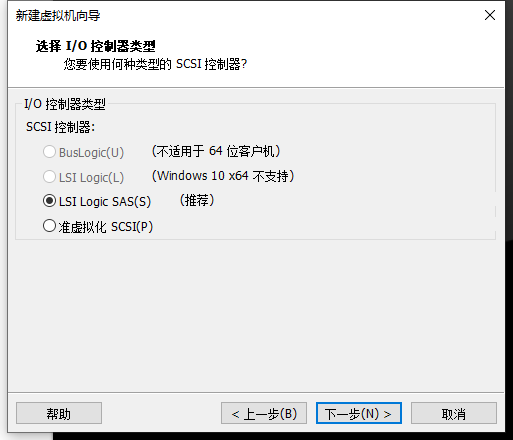 新建虚拟机向导
选择 I/O 控制器类型
您要使用何种类型的 SCSI 控制器?
I/O 控制器类型
SCSI 控制器:
BusLogic(U) (不适用于 64 位客户机)
LSI Logic(L) (Windows 10 x64 不支持)
LSI Logic SAS(S) (推荐)
准虚拟化 SCSI(P)
帮助 < 上一步(B) 下一步(N) > 取消